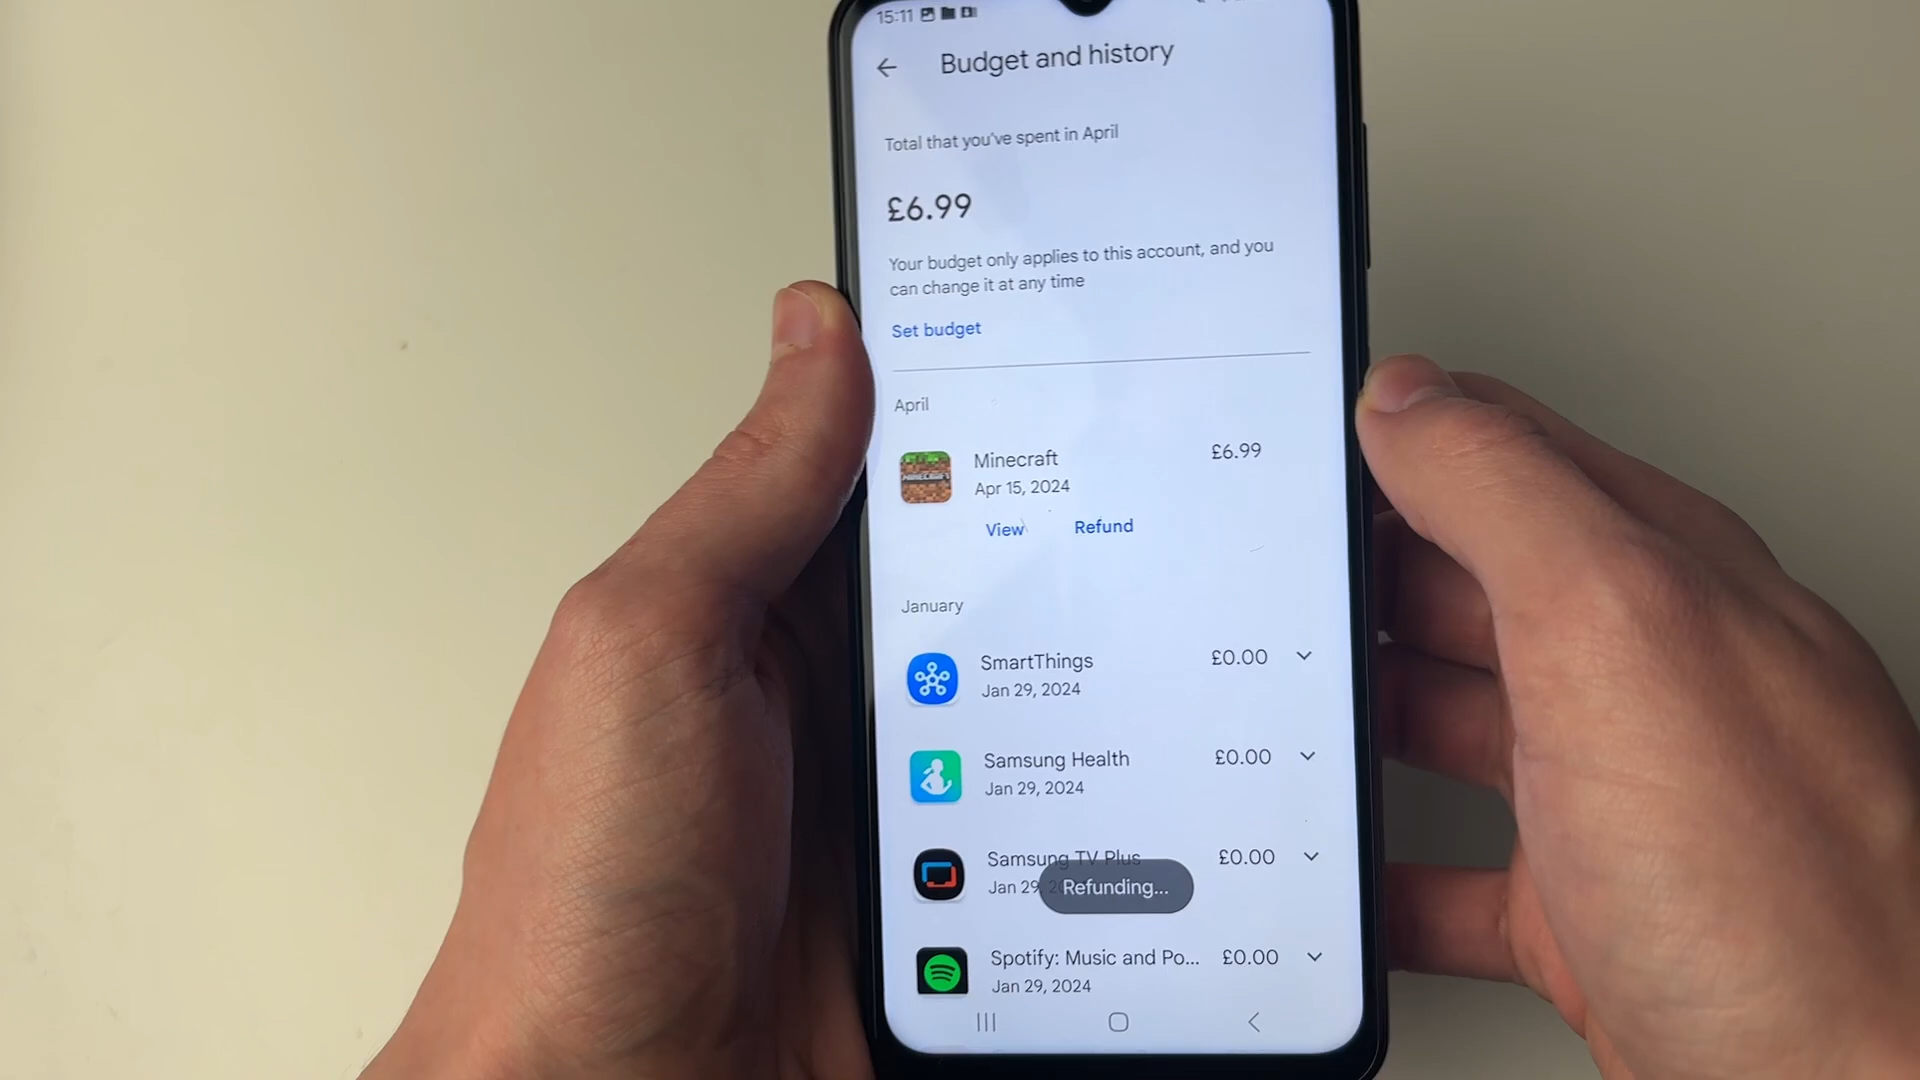 15:11
Budget and history
Total that you've spent in April
£6.99
Your budget only applies to this account, and you
can change it at any time
Set budget
April
Minecraft £6.99
Apr 15, 2024
View Refund
January
SmartThings £0.00
Jan 29, 2024
Samsung Health £0.00
Jan 29, 2024
Samsung TV Plus £0.00
Jan 29, 2
Refunding...
Spotify: Music and Po... £0.00
Jan 29, 2024